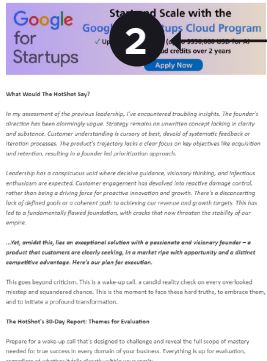 Google
for
Startups
Start and Scale with the
Google for Startups Cloud Program
2
Apply Now
What Would The HotShot Say?
In my assessment of the previous leadership, I've encountered troubling insights. The founder's
direction has been alarmingly vague. Strategy remains an unwritten concept lacking in clarity
and substance. Customer understanding is cursory at best, devoid of systematic feedback or
iteration processes. The product's trajectory lacks a clear focus on key objectives like acquisition
and retention, resulting in a founder led prioritisation approach.
Leadership has a conspicuous void where decisive guidance, visionary thinking, and infectious
enthusiasm are expected. Customer engagement has devolved into reactive damage control,
rather than being a driving force for proactive innovation and growth. There's a disconcerting
lack of defined goals or a coherent path to achieving our revenue and growth targets. This has
led to a fundamentally flawed foundation, with cracks that now threaten the stability of our
empire.
...Yet, amidst this, lies an exceptional solution with a passionate and visionary founder – a
product that customers are clearly seeking, in a market ripe with opportunity and a distinct
competitive advantage. Here's our plan for execution.
This goes beyond criticism. This is a wake-up call, a candid reality check on every overlooked
misstep and squandered chance. This is the moment to face these hard truths, to embrace them,
and to initiate a profound transformation.
The HotShot's 30-Day Report: Themes for Evaluation
Prepare for a wake-up call that's designed to challenge and reveal the full scope of mastery
needed for true success in every domain of your business. Everything is up for evaluation,